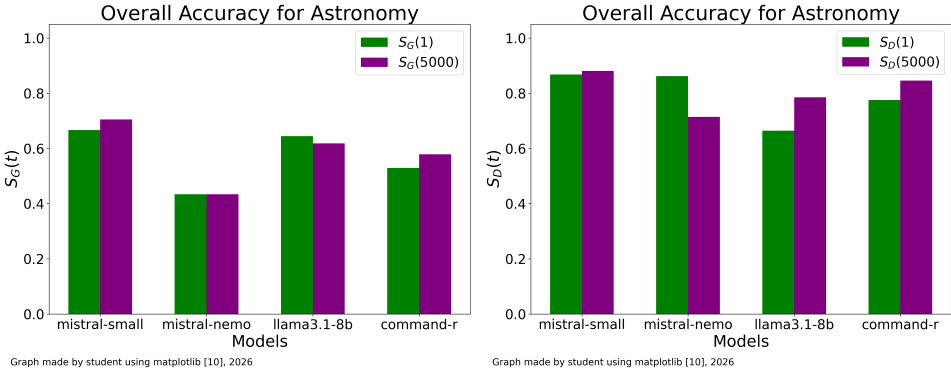 Overall Accuracy for Astronomy
S_G(1)
S_G(5000)
1.0
0.8
0.6
0.4
0.2
0.0
S_G(t)
mistral-small mistral-nemo llama3.1-8b command-r
Models
Graph made by student using matplotlib [10], 2026
Overall Accuracy for Astronomy
S_D(1)
S_D(5000)
1.0
0.8
0.6
0.4
0.2
0.0
S_D(t)
mistral-small mistral-nemo llama3.1-8b command-r
Models
Graph made by student using matplotlib [10], 2026